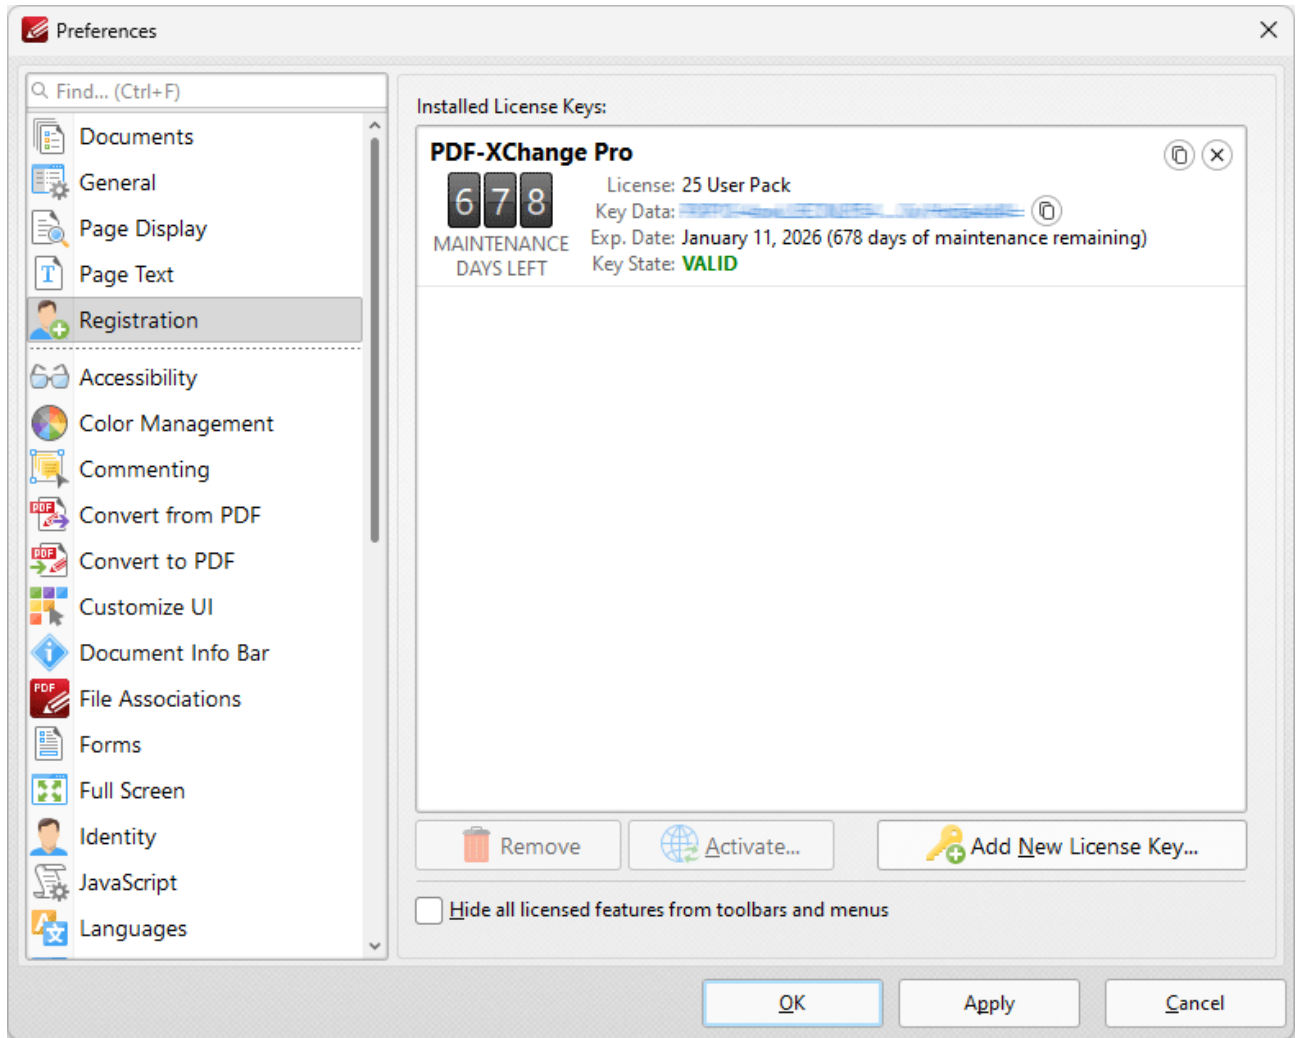 Preferences
Find... (Ctrl+F)
Documents
General
Page Display
Page Text
Registration
Accessibility
Color Management
Commenting
Convert from PDF
Convert to PDF
Customize UI
Document Info Bar
File Associations
Forms
Full Screen
Identity
JavaScript
Languages
Installed License Keys:
PDF-XChange Pro
678
MAINTENANCE
DAYS LEFT
License: 25 User Pack
Key Data:
Exp. Date: January 11, 2026 (678 days of maintenance remaining)
Key State: VALID
Remove
Activate...
Add New License Key...
Hide all licensed features from toolbars and menus
OK
Apply
Cancel